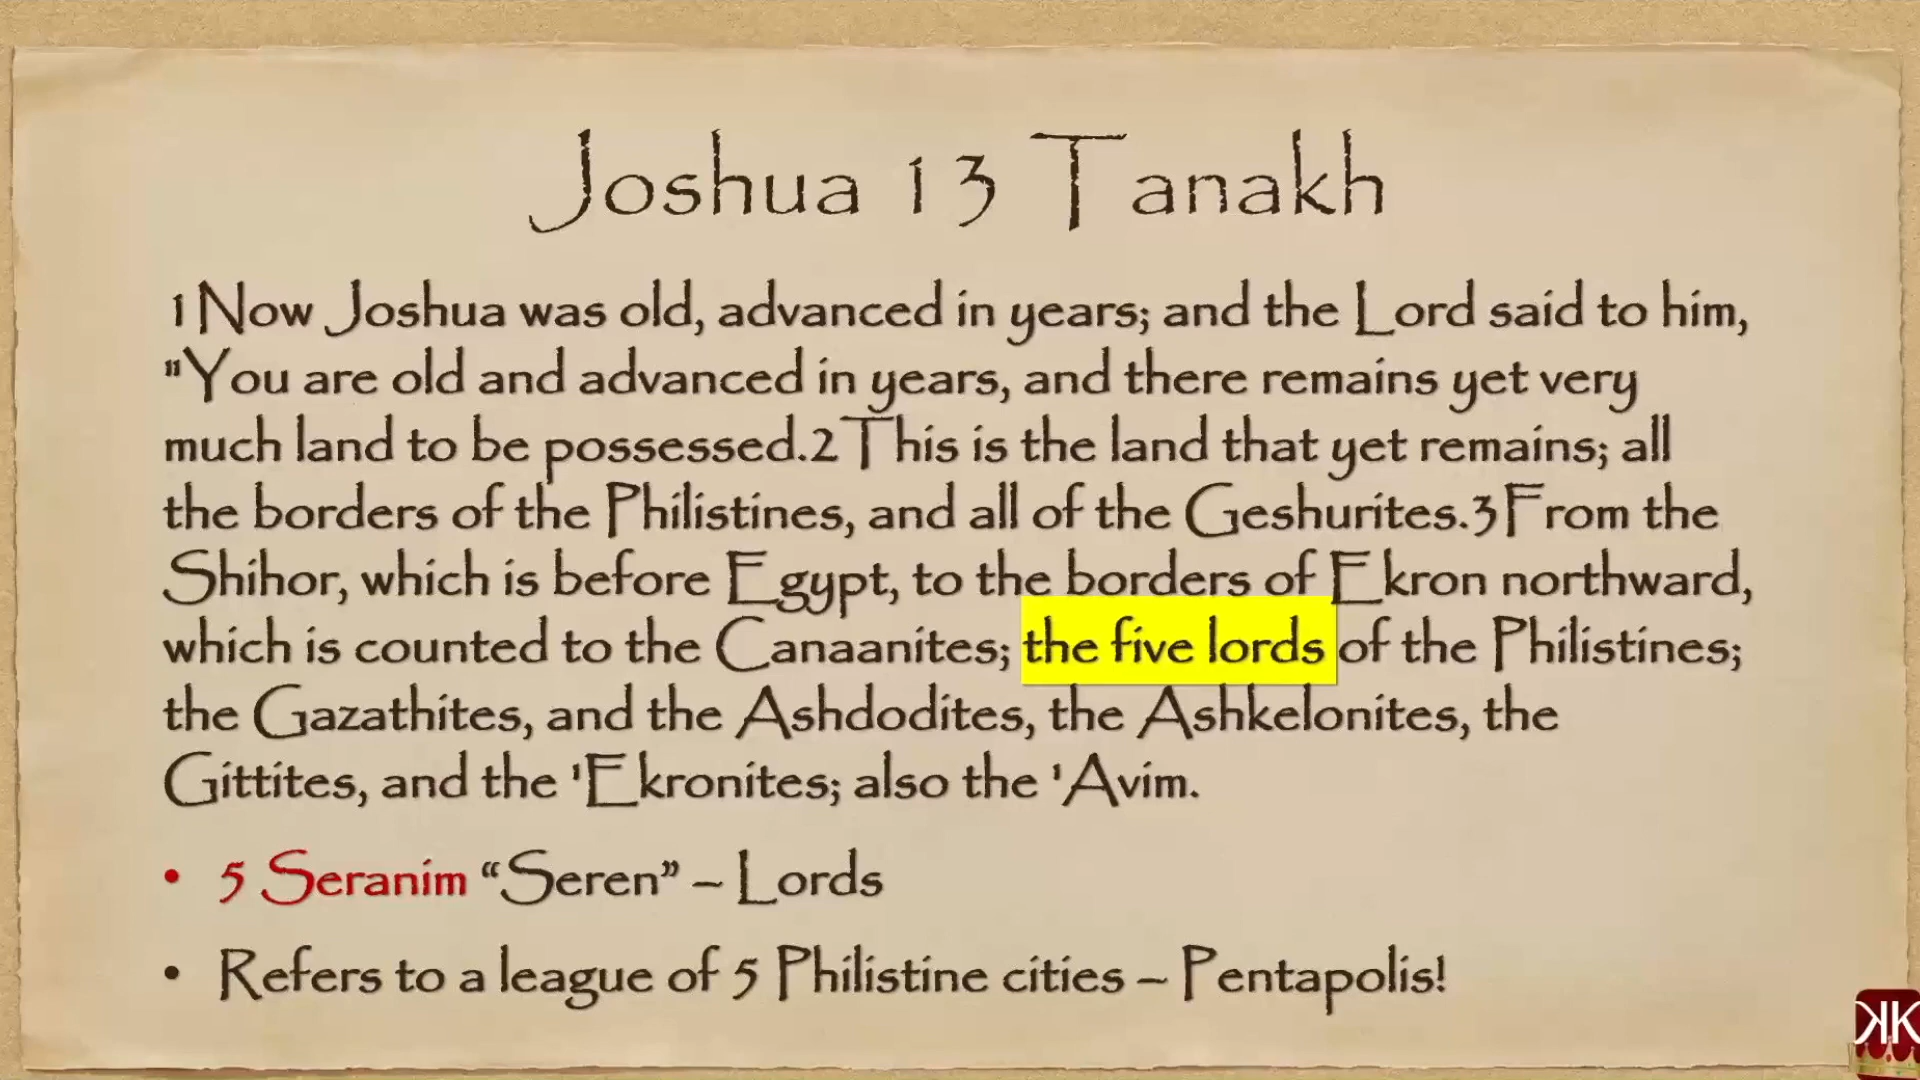 Joshua 13 Tanakh
1 Now Joshua was old, advanced in years; and the Lord said to him,
"You are old and advanced in years, and there remains yet very
much land to be possessed.2 This is the land that yet remains; all
the borders of the Philistines, and all of the Geshurites.3 From the
Shihor, which is before Egypt, to the borders of Ekron northward,
which is counted to the Canaanites; the five lords of the Philistines;
the Gazathites, and the Ashdodites, the Ashkelonites, the
Gittites, and the 'Ekronites; also the 'Avim.
• 5 Seranim “Seren” – Lords
• Refers to a league of 5 Philistine cities – Pentapolis!
KK